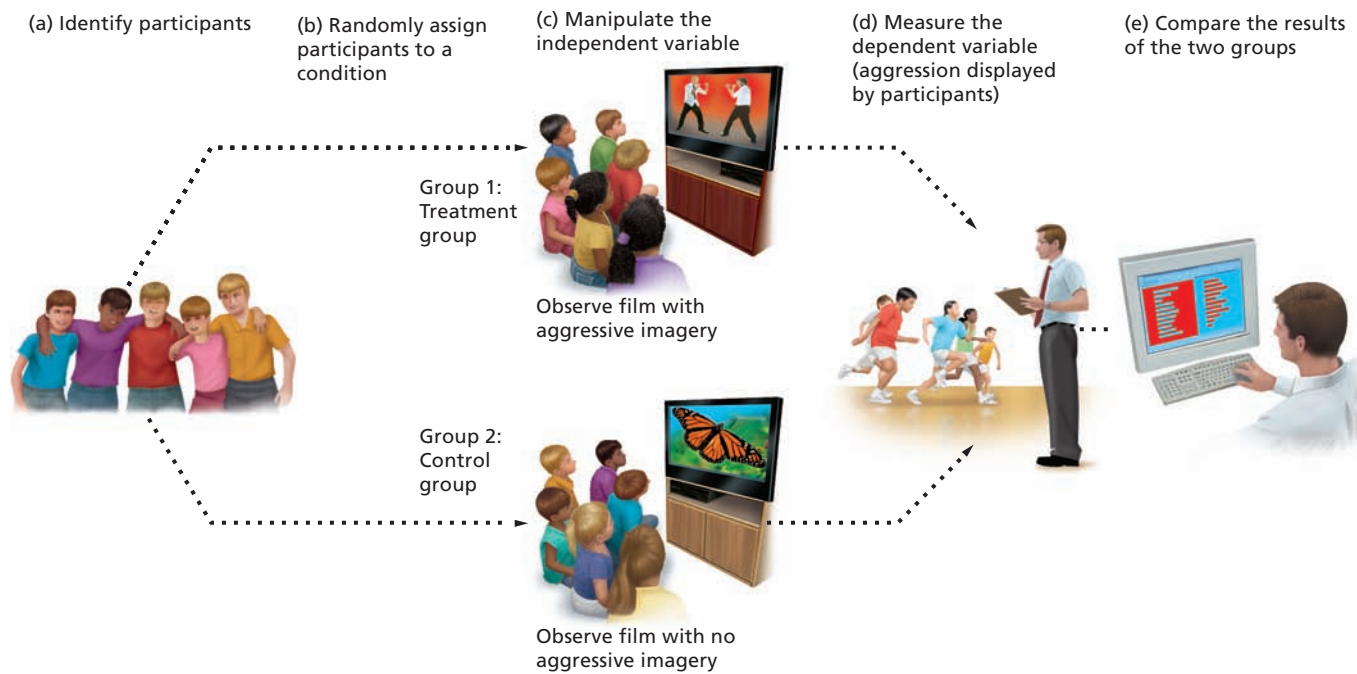 (a) Identify participants
(b) Randomly assign
participants to a
condition
(c) Manipulate the
independent variable
(d) Measure the
dependent variable
(aggression displayed
by participants)
(e) Compare the results
of the two groups
Group 1:
Treatment
group
Observe film with
aggressive imagery
Group 2:
Control
group
Observe film with no
aggressive imagery